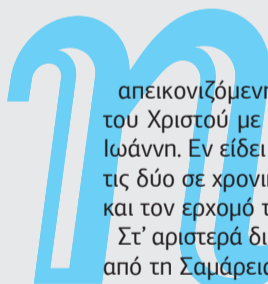 απεικονιζόμενη
του Χριστού με
Ιωάννη. Εν είδει
τις δύο σε χρονι
και τον ερχομό τ
Στ’ αριστερά δι
από τη Σαμάρεια